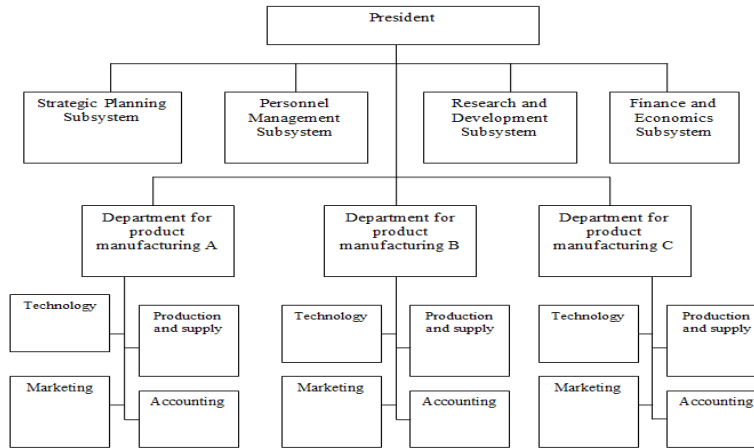 President
Strategic Planning
Subsystem
Personnel
Management
Subsystem
Research and
Development
Subsystem
Finance and
Economics
Subsystem
Department for
product
manufacturing A
Department for
product
manufacturing B
Department for
product
manufacturing C
Technology
Production
and supply
Technology
Production
and supply
Technology
Production
and supply
Marketing
Accounting
Marketing
Accounting
Marketing
Accounting